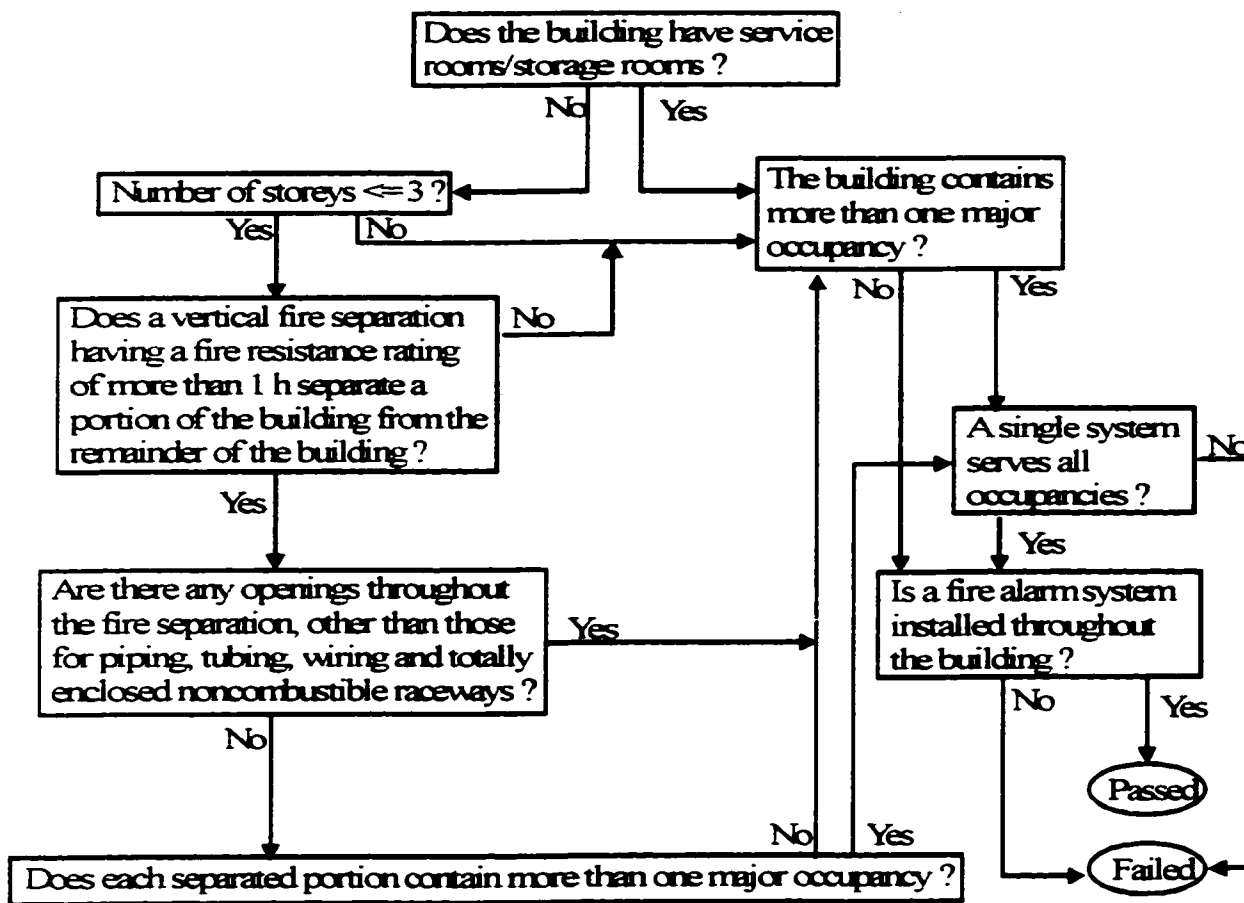 Does the building have service
rooms/storage rooms ?
No
Yes
Number of storeys <= 3 ?
The building contains
more than one major
occupancy ?
Yes
No
No
Yes
Does a vertical fire separation
having a fire resistance rating
of more than 1 h separate a
portion of the building from the
remainder of the building ?
No
A single system
serves all
occupancies ?
No
Yes
Yes
Are there any openings throughout
the fire separation, other than those
for piping, tubing, wiring and totally
enclosed noncombustible raceways ?
Yes
Is a fire alarm system
installed throughout
the building ?
No
Yes
No
Passed
No
Yes
Does each separated portion contain more than one major occupancy ?
Failed